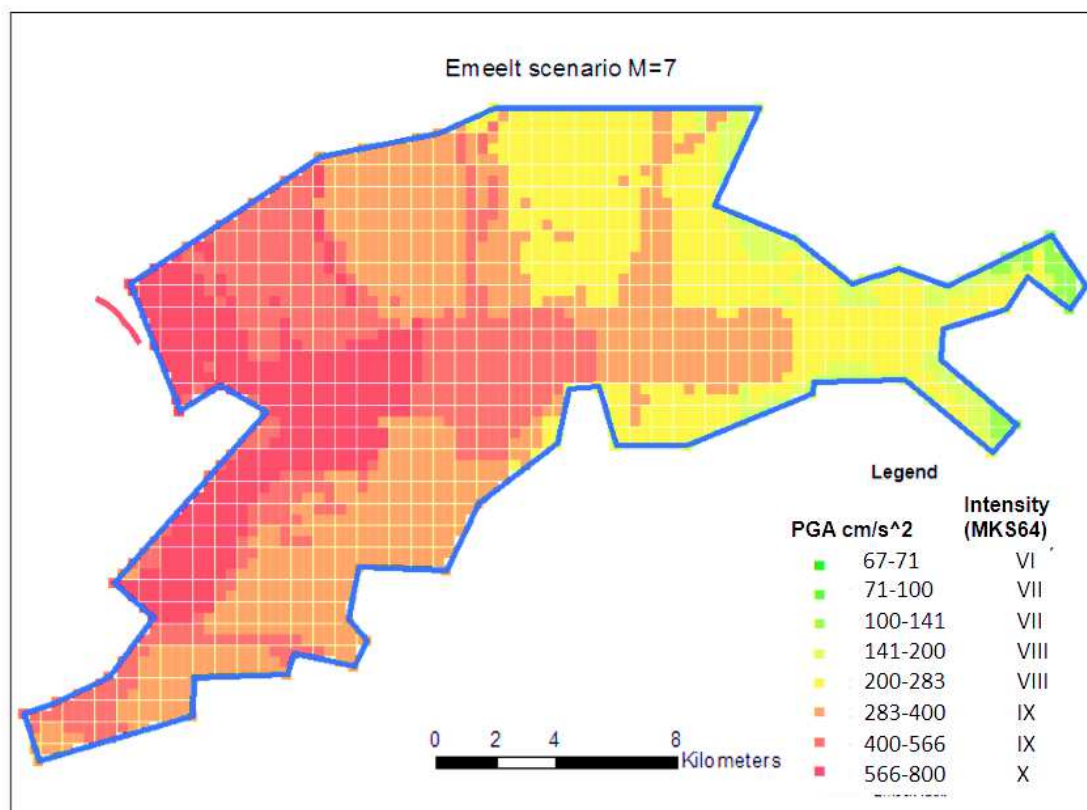 Emeelt scenario M=7
Legend
PGA cm/s^2 Intensity (MKS64)
67-71 VI
71-100 VII
100-141 VII
141-200 VIII
200-283 VIII
283-400 IX
400-566 IX
566-800 X
0 2 4 8
Kilometers